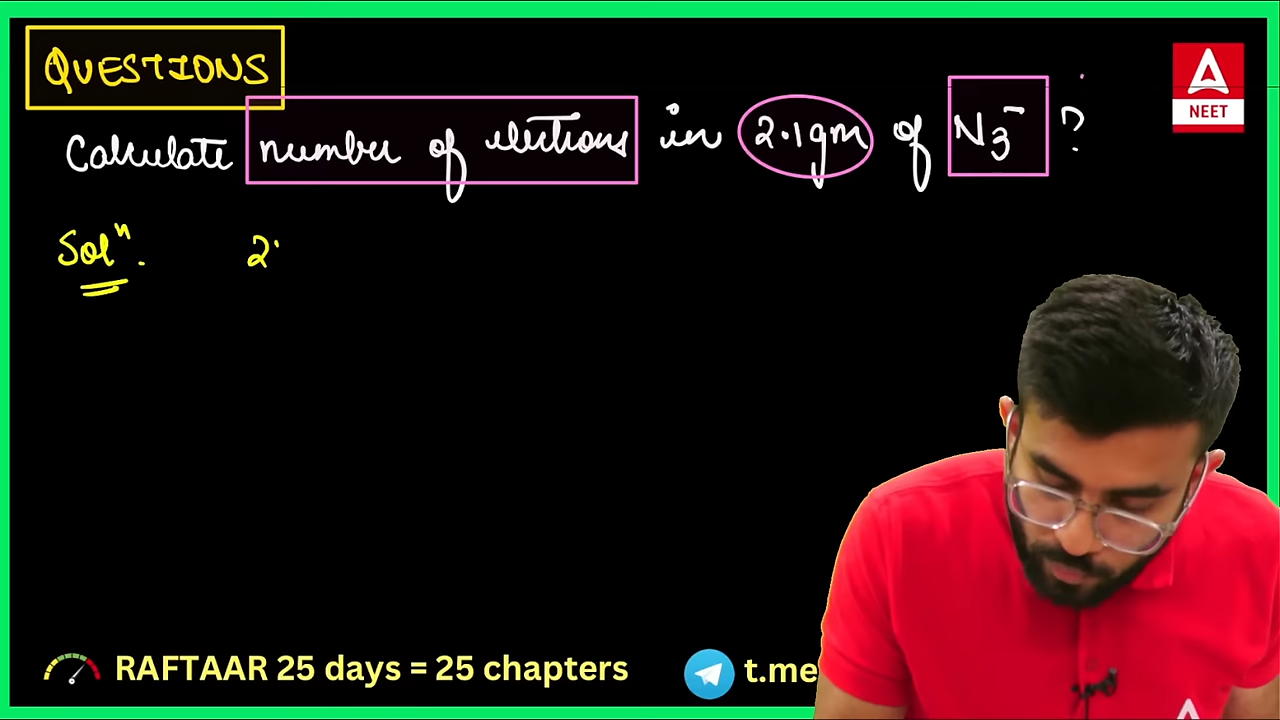 QUESTIONS
Calculate number of electrons in 2.1gm of N₃⁻ ?
NEET
Solⁿ. 2.
RAFTAAR 25 days = 25 chapters
t.me